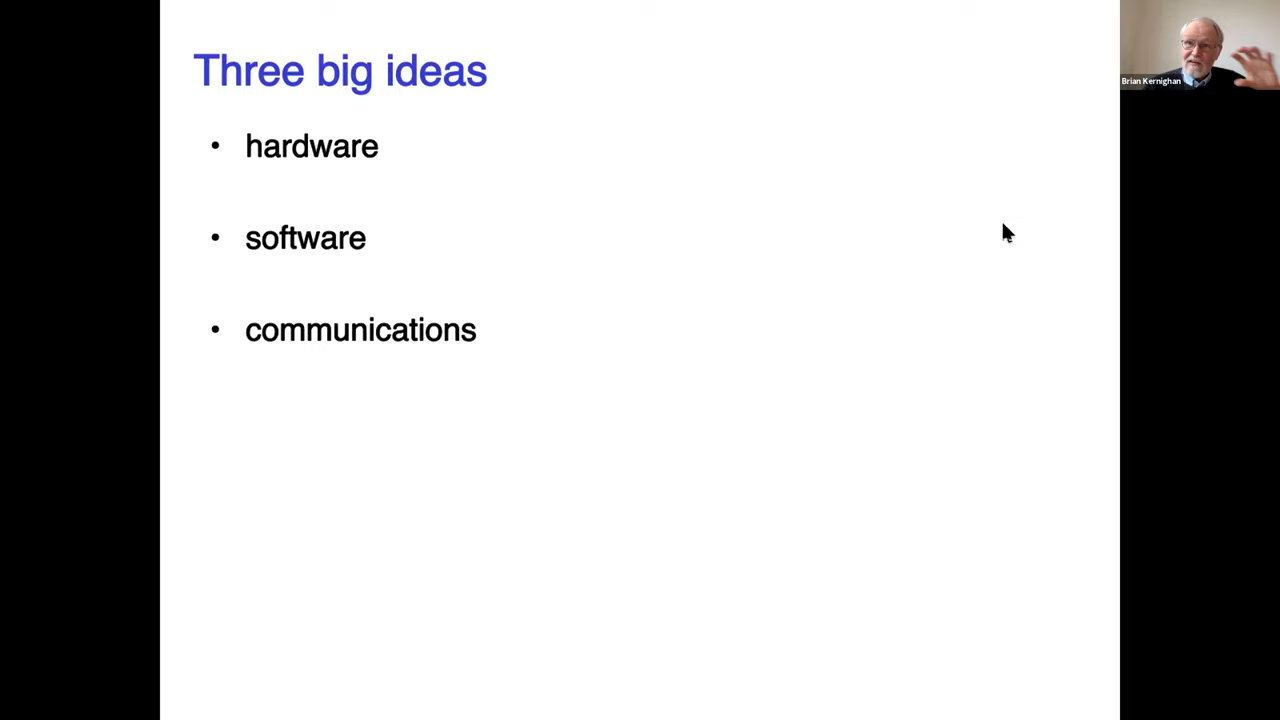 Three big ideas
• hardware
• software
• communications
Brian Kernighan